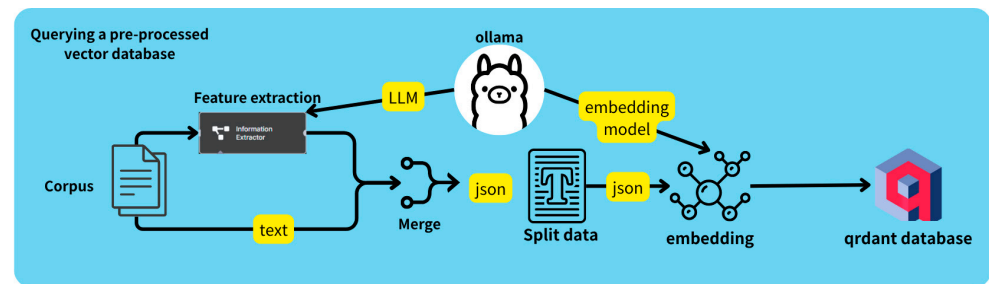 Querying a pre-processed
vector database
ollama
LLM
embedding
model
Feature extraction
Information
Extractor
Corpus
text
Merge
json
Split data
json
embedding
qrdant database